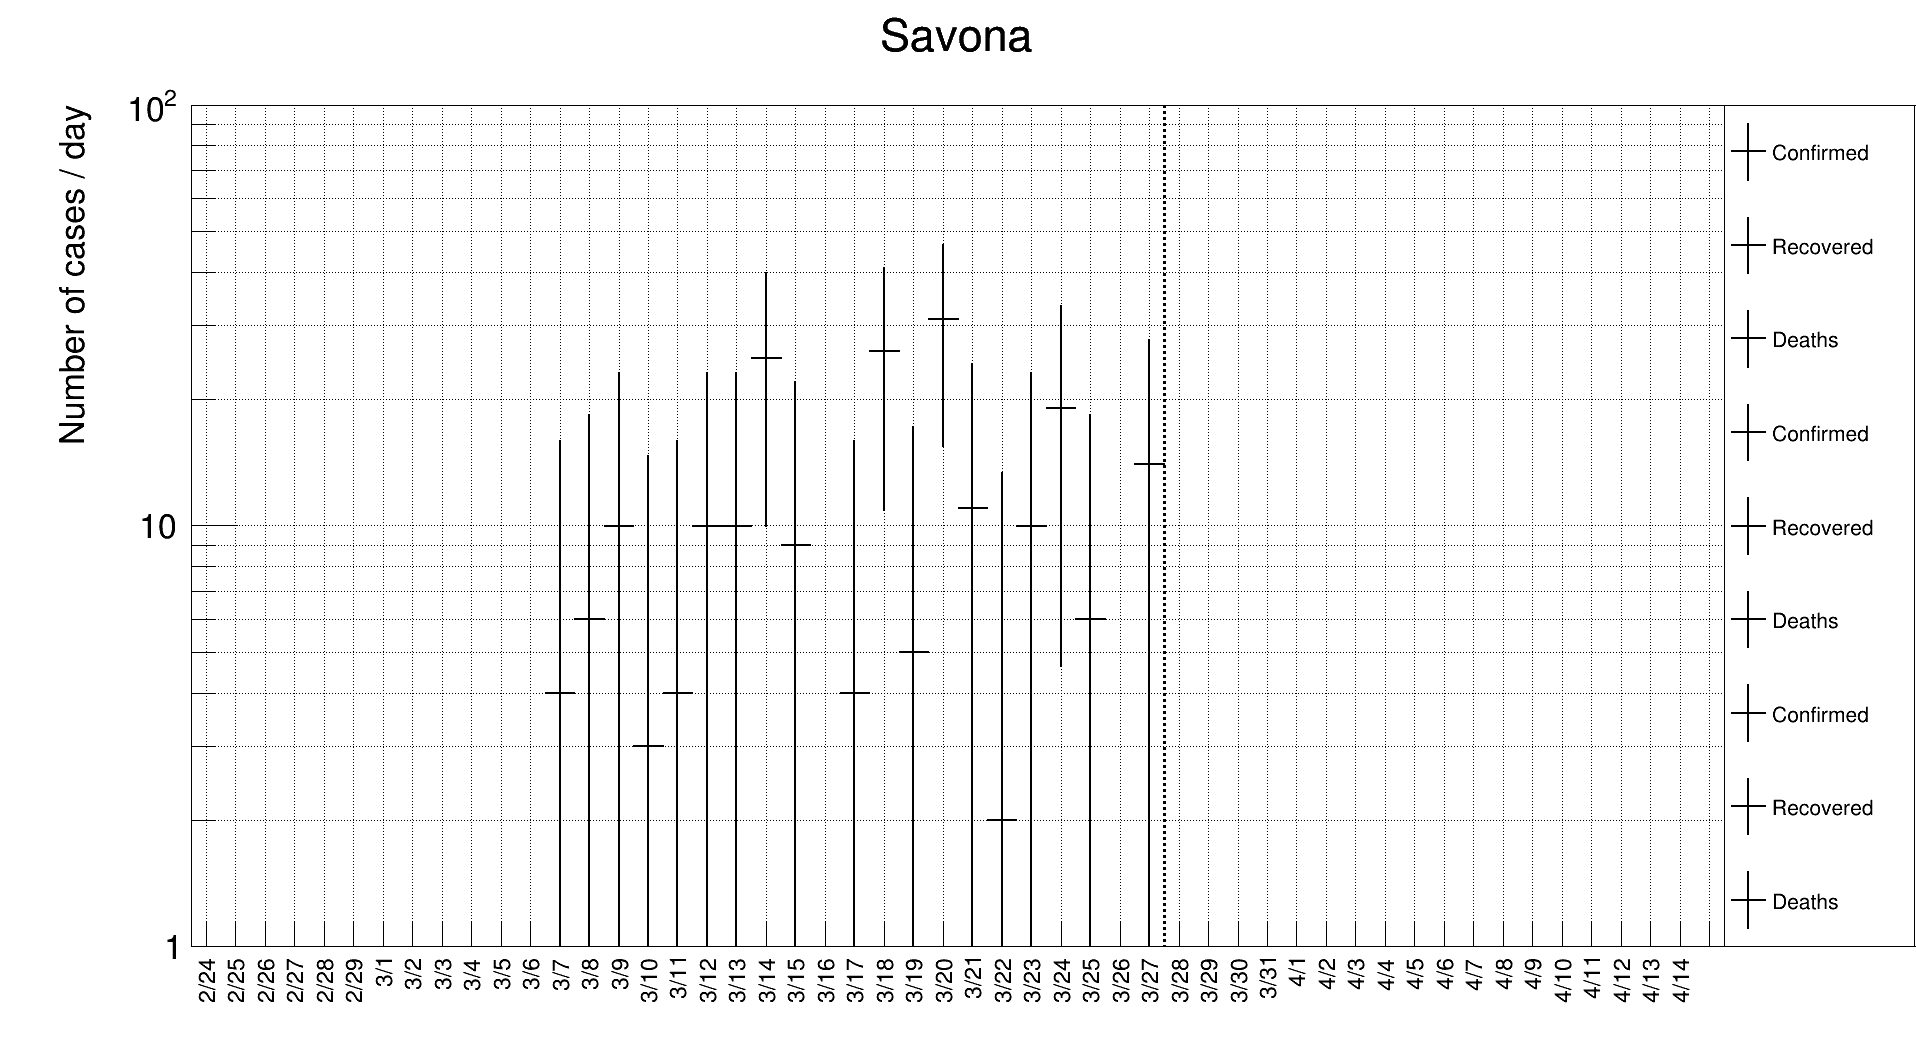 Savona
Number of cases / day
10²
10
1
2/24 2/25 2/26 2/27 2/28 2/29 3/1 3/2 3/3 3/4 3/5 3/6 3/7 3/8 3/9 3/10 3/11 3/12 3/13 3/14 3/15 3/16 3/17 3/18 3/19 3/20 3/21 3/22 3/23 3/24 3/25 3/26 3/27 3/28 3/29 3/30 3/31 4/1 4/2 4/3 4/4 4/5 4/6 4/7 4/8 4/9 4/10 4/11 4/12 4/13 4/14
Confirmed
Recovered
Deaths
Confirmed
Recovered
Deaths
Confirmed
Recovered
Deaths